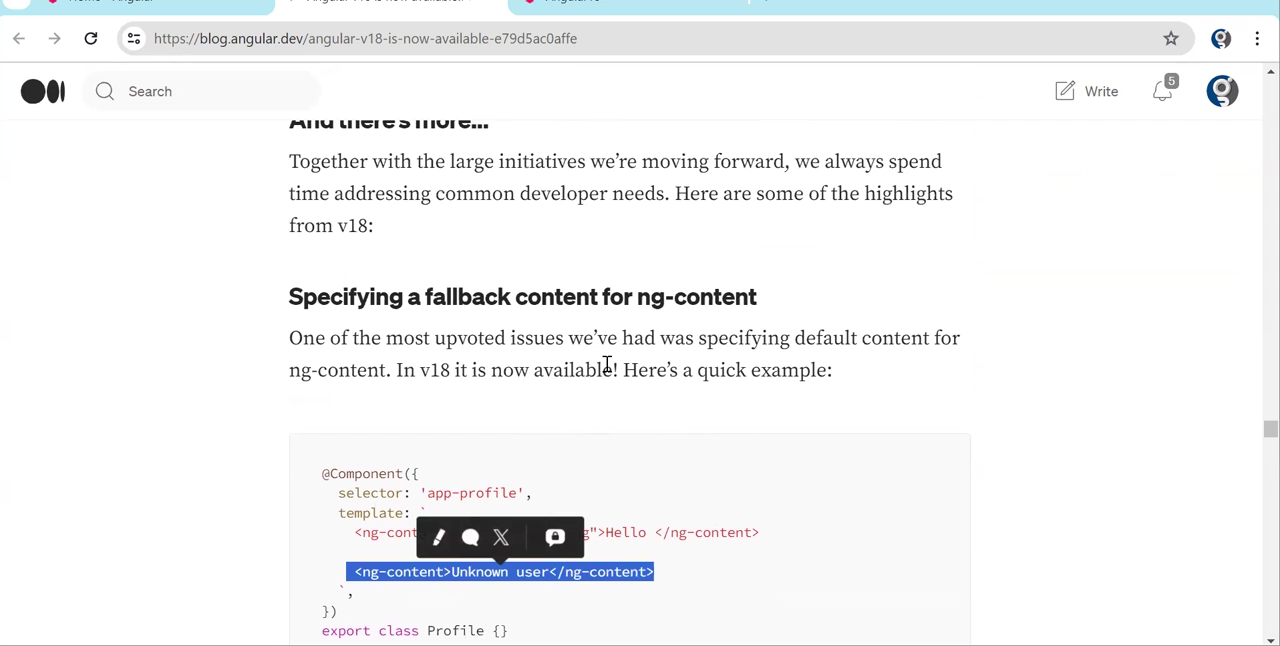 https://blog.angular.dev/angular-v18-is-now-available-e79d5ac0affe
Search
Write
5
And there's more...
Together with the large initiatives we're moving forward, we always spend
time addressing common developer needs. Here are some of the highlights
from v18:
Specifying a fallback content for ng-content
One of the most upvoted issues we've had was specifying default content for
ng-content. In v18 it is now available! Here's a quick example:
@Component({
selector: 'app-profile',
template: `
<ng-cont g">Hello </ng-content>
<ng-content>Unknown user</ng-content>
`,
})
export class Profile {}